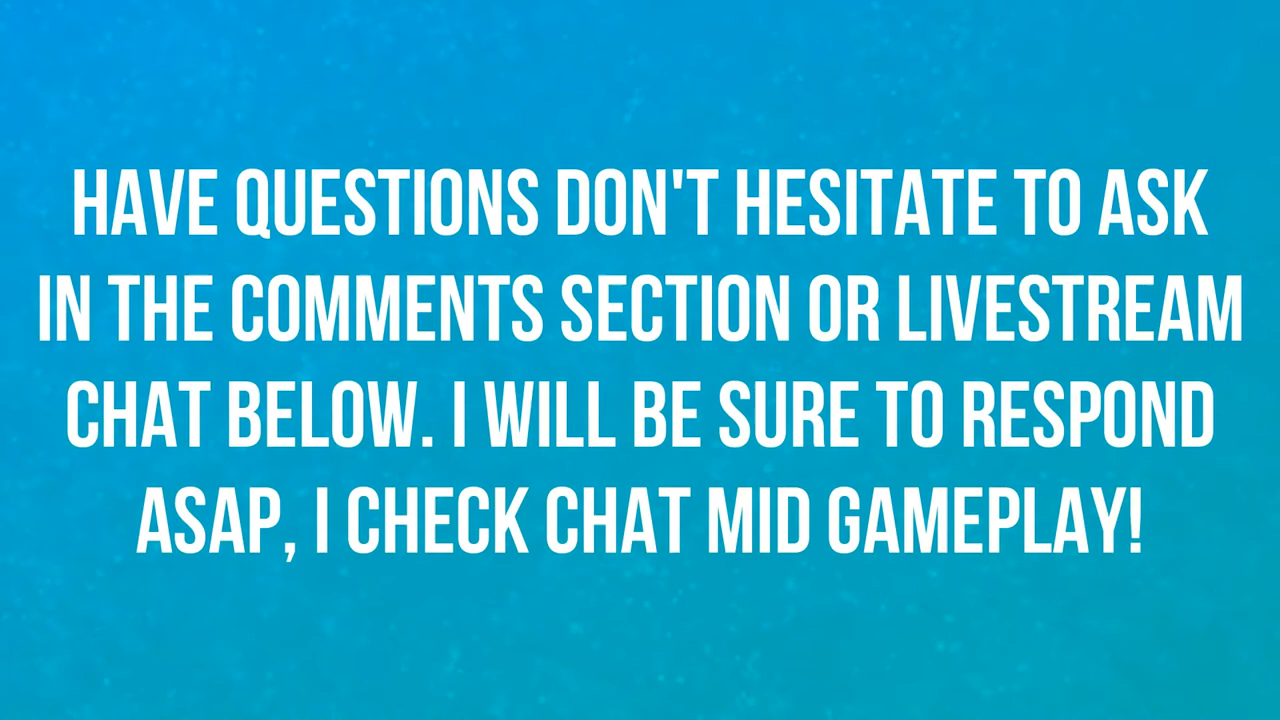 HAVE QUESTIONS DON'T HESITATE TO ASK
IN THE COMMENTS SECTION OR LIVESTREAM
CHAT BELOW. I WILL BE SURE TO RESPOND
ASAP, I CHECK CHAT MID GAMEPLAY!